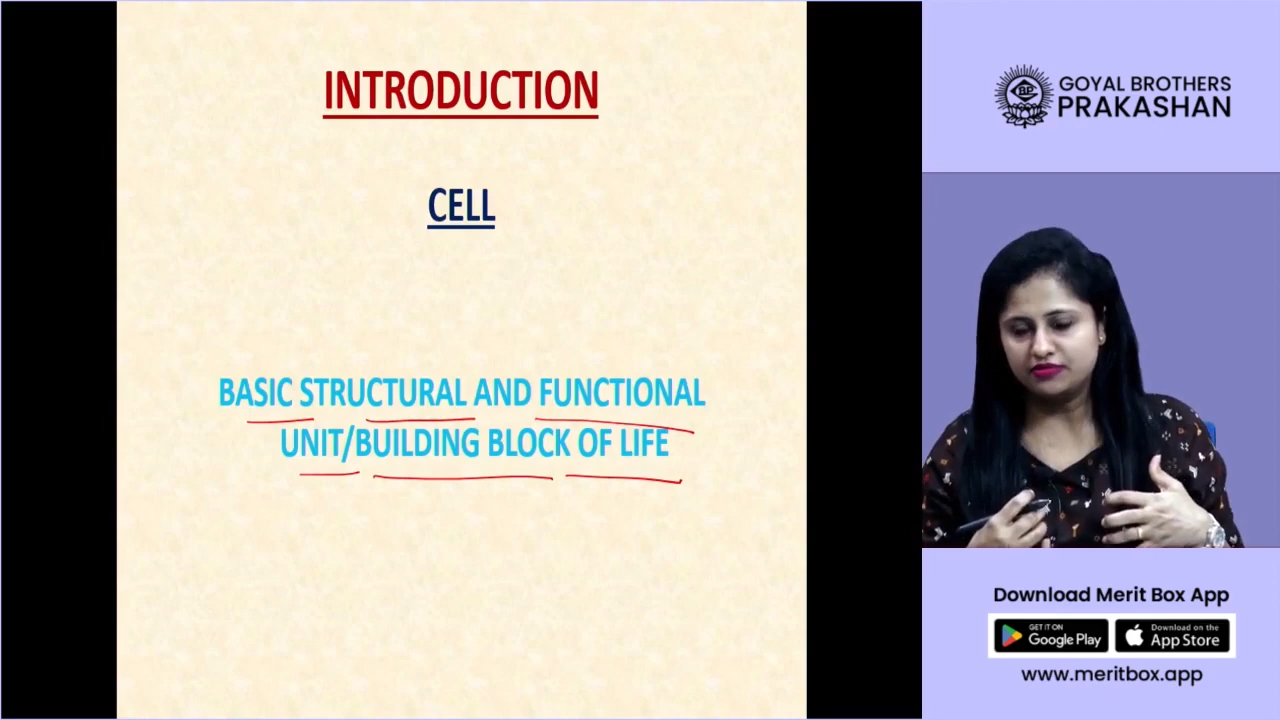 INTRODUCTION
CELL
BASIC STRUCTURAL AND FUNCTIONAL
UNIT/BUILDING BLOCK OF LIFE
GBP
GOYAL BROTHERS
PRAKASHAN
Download Merit Box App
GET IT ON
Google Play
Download on the
App Store
www.meritbox.app